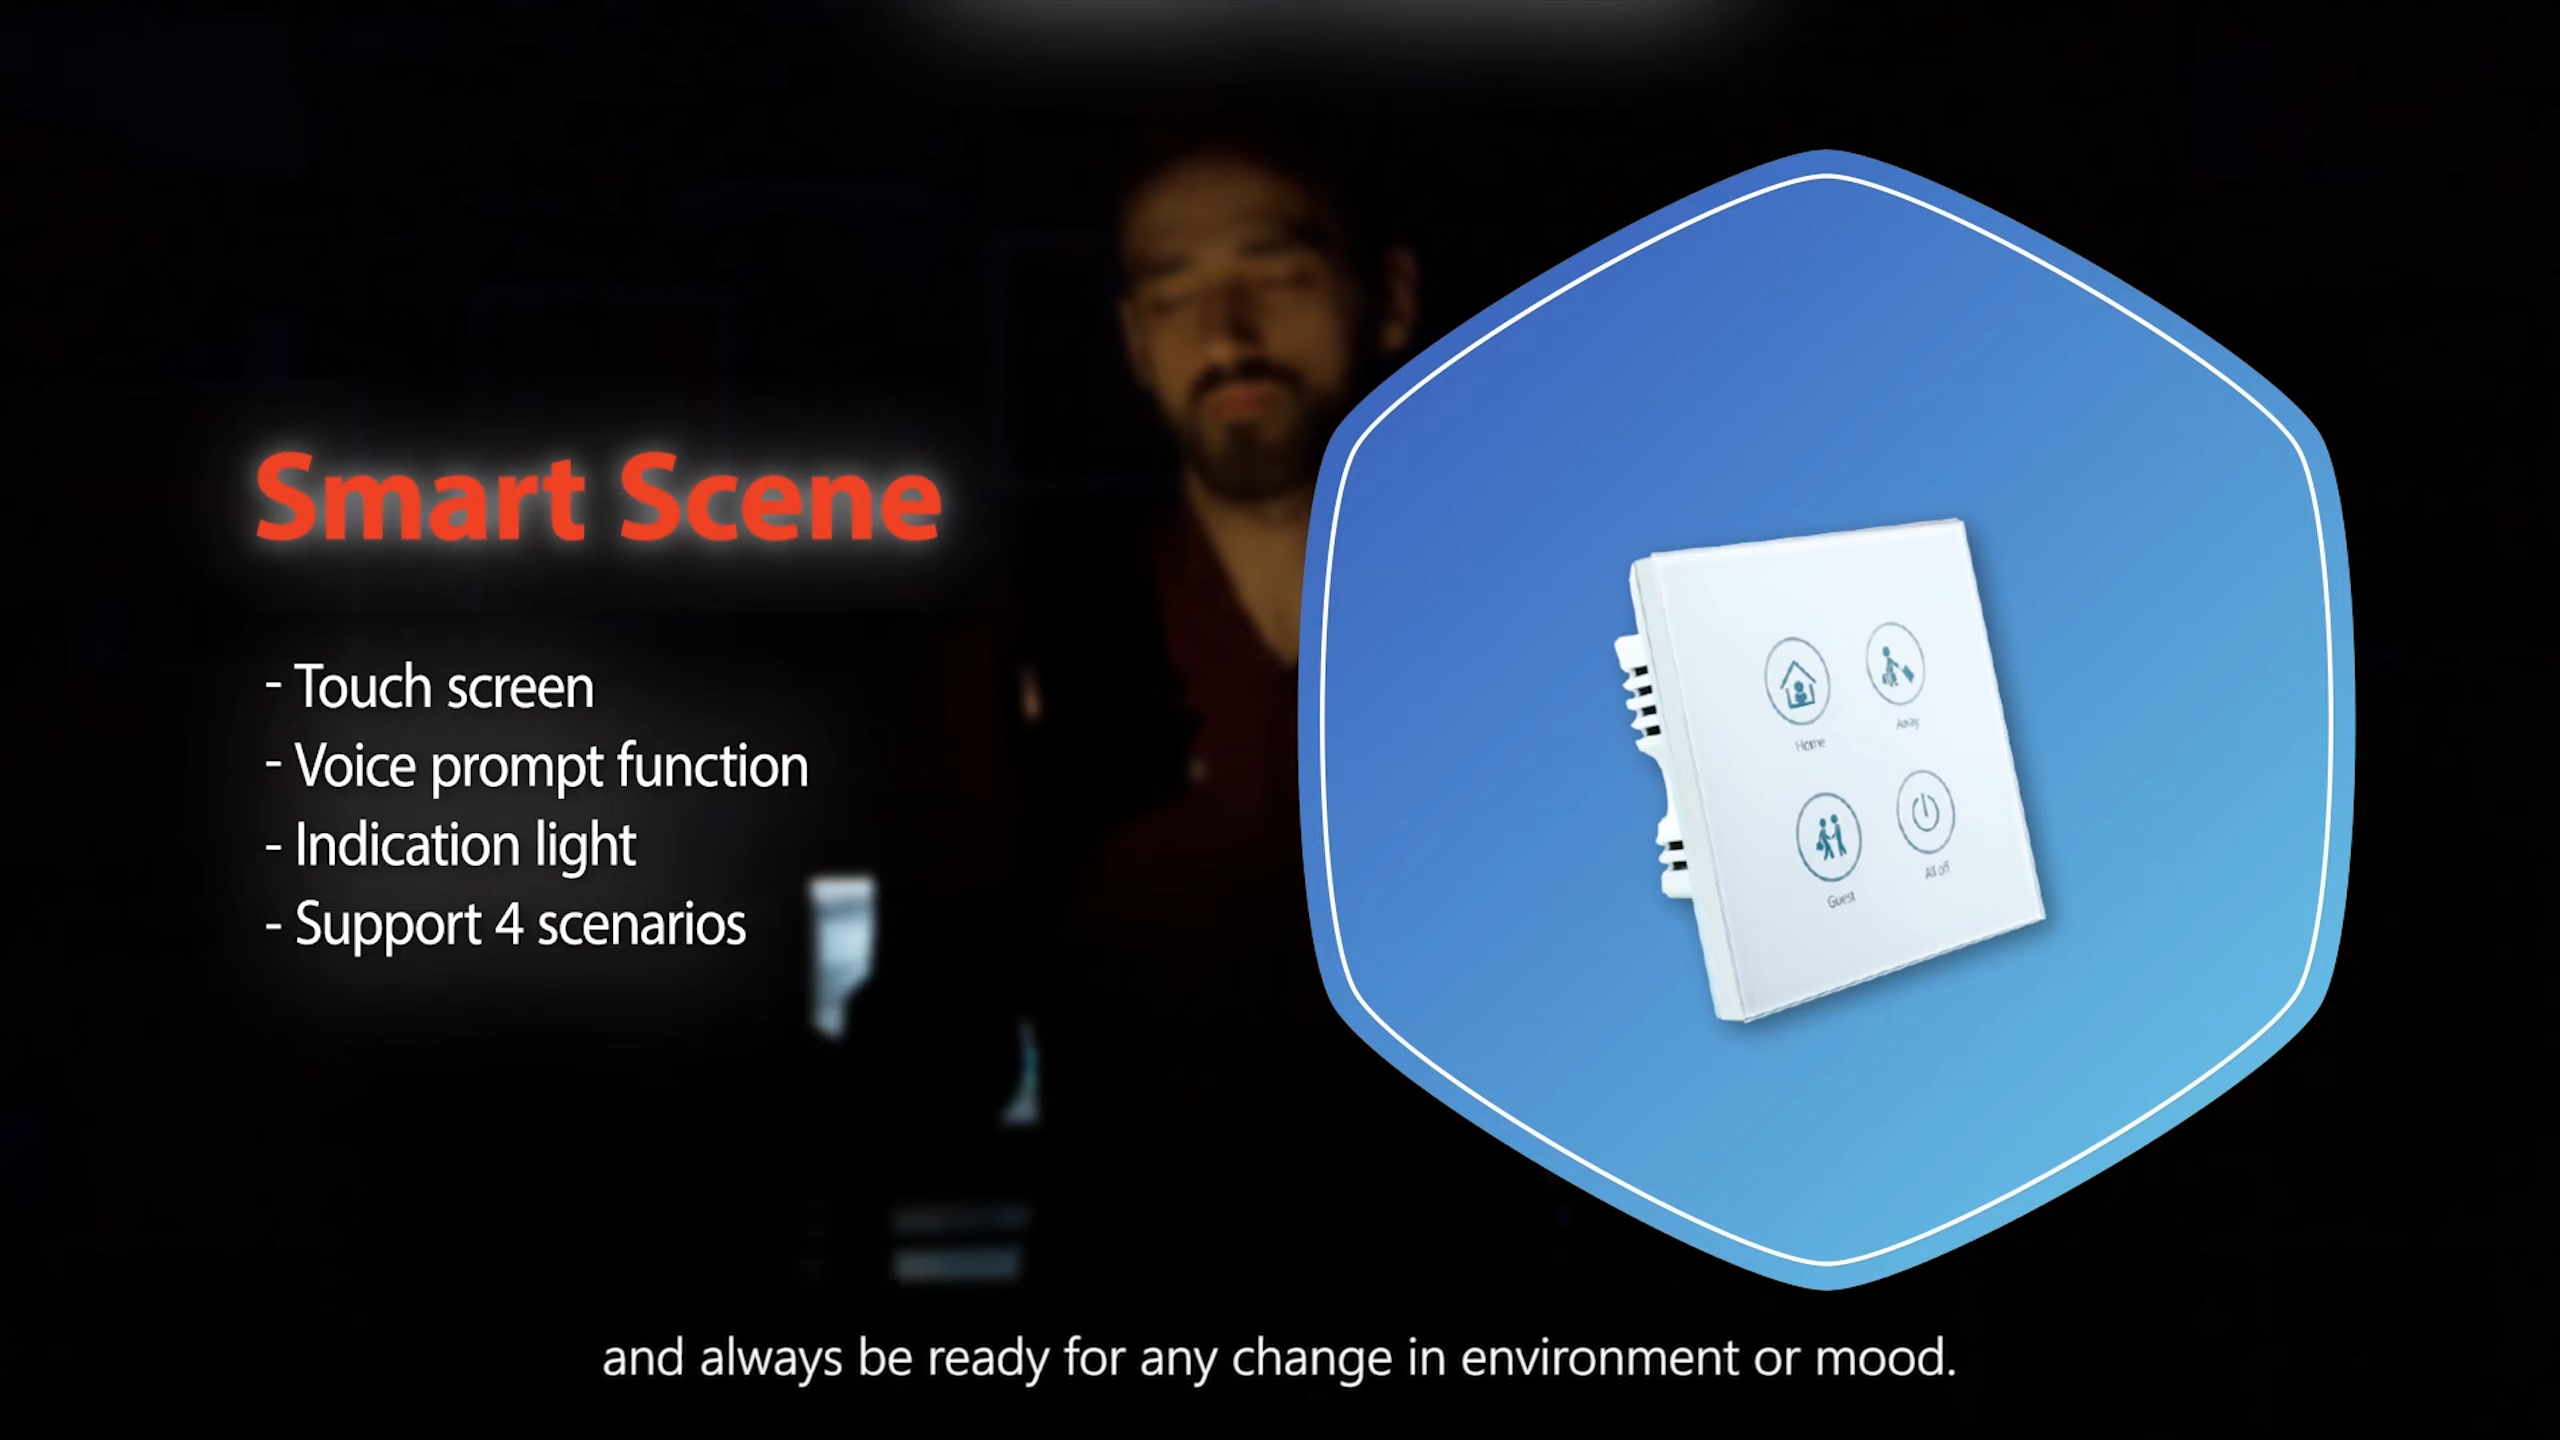 Smart Scene
- Touch screen
- Voice prompt function
- Indication light
- Support 4 scenarios
Home
Away
Guest
All off
and always be ready for any change in environment or mood.